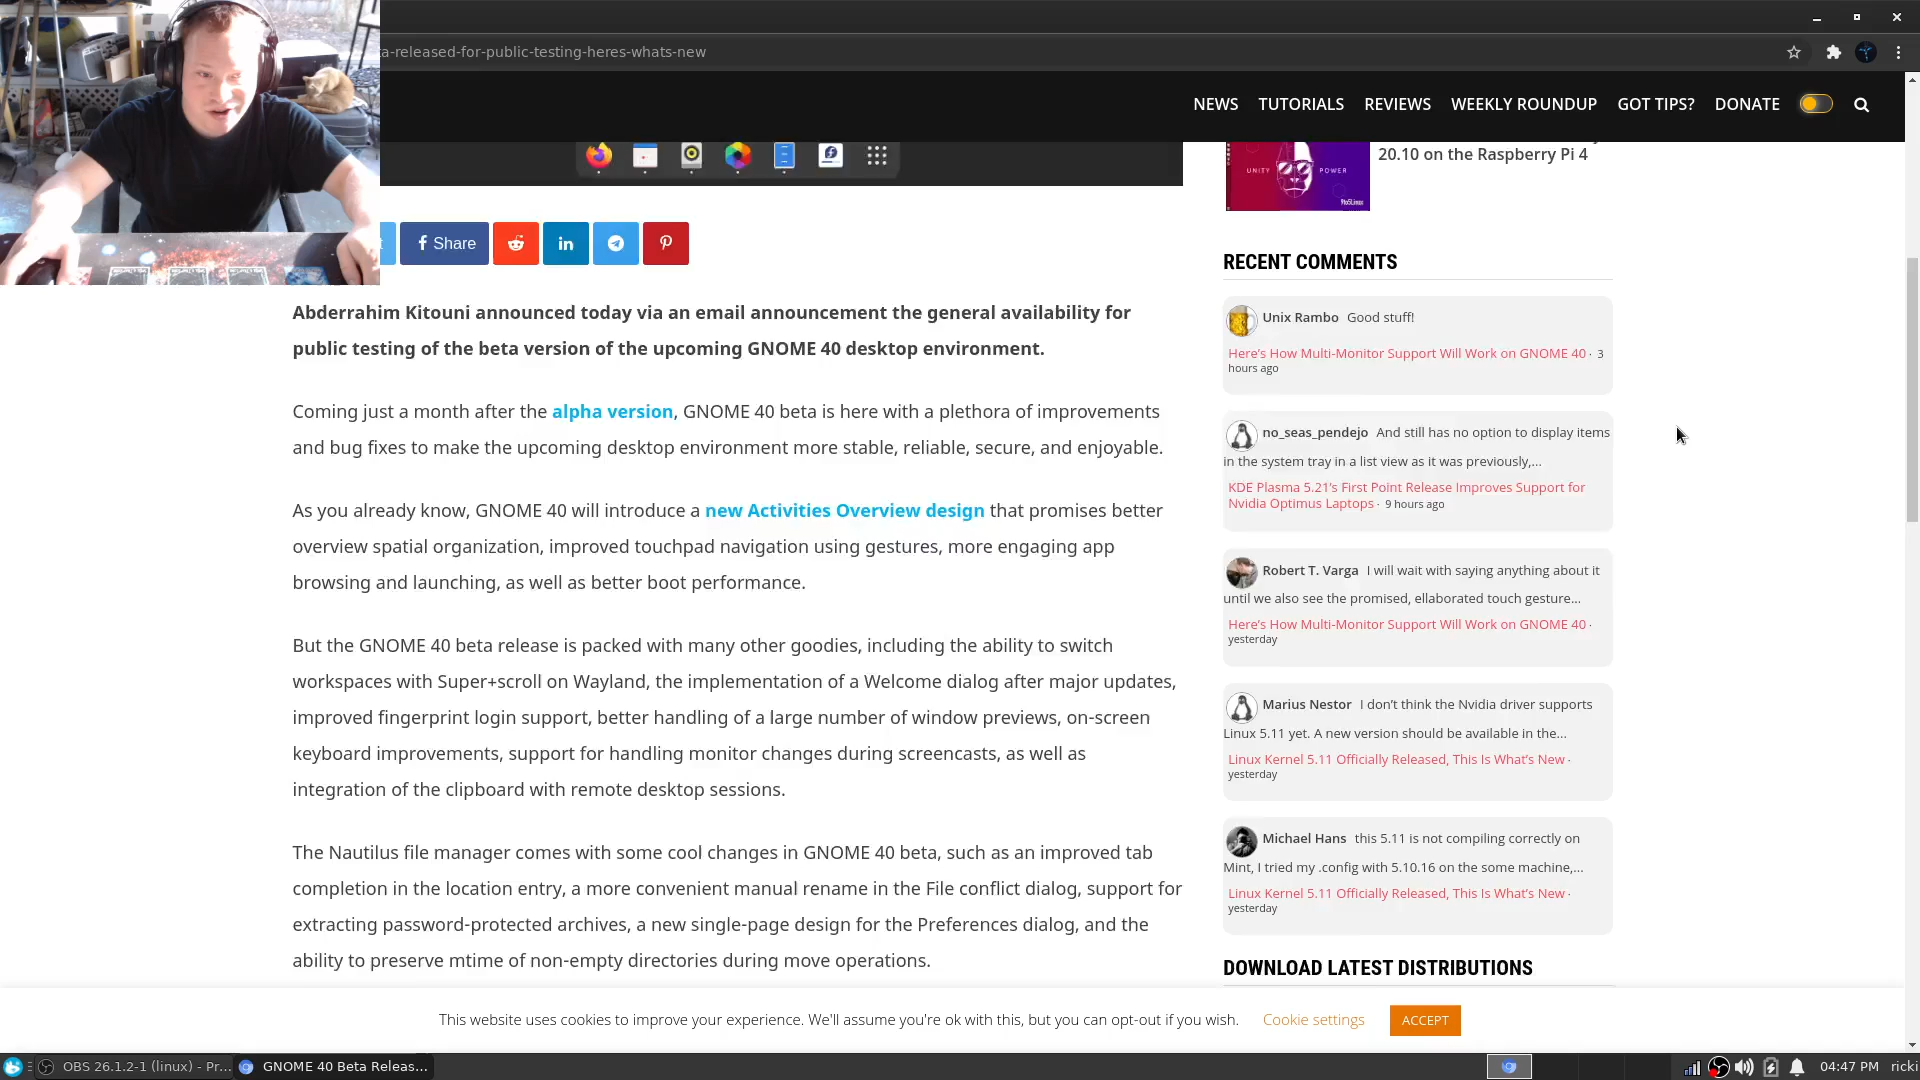 ta-released-for-public-testing-heres-whats-new
NEWS TUTORIALS REVIEWS WEEKLY ROUNDUP GOT TIPS? DONATE
20.10 on the Raspberry Pi 4
UNITY POWER
9to5Linux
Share
in
RECENT COMMENTS
Abderrahim Kitouni announced today via an email announcement the general availability for
public testing of the beta version of the upcoming GNOME 40 desktop environment.
Coming just a month after the alpha version, GNOME 40 beta is here with a plethora of improvements
and bug fixes to make the upcoming desktop environment more stable, reliable, secure, and enjoyable.
As you already know, GNOME 40 will introduce a new Activities Overview design that promises better
overview spatial organization, improved touchpad navigation using gestures, more engaging app
browsing and launching, as well as better boot performance.
But the GNOME 40 beta release is packed with many other goodies, including the ability to switch
workspaces with Super+scroll on Wayland, the implementation of a Welcome dialog after major updates,
improved fingerprint login support, better handling of a large number of window previews, on-screen
keyboard improvements, support for handling monitor changes during screencasts, as well as
integration of the clipboard with remote desktop sessions.
The Nautilus file manager comes with some cool changes in GNOME 40 beta, such as an improved tab
completion in the location entry, a more convenient manual rename in the File conflict dialog, support for
extracting password-protected archives, a new single-page design for the Preferences dialog, and the
ability to preserve mtime of non-empty directories during move operations.
Unix Rambo Good stuff!
Here's How Multi-Monitor Support Will Work on GNOME 40 · 3
hours ago
no_seas_pendejo And still has no option to display items
in the system tray in a list view as it was previously,...
KDE Plasma 5.21's First Point Release Improves Support for
Nvidia Optimus Laptops · 9 hours ago
Robert T. Varga I will wait with saying anything about it
until we also see the promised, ellaborated touch gesture...
Here's How Multi-Monitor Support Will Work on GNOME 40 ·
yesterday
Marius Nestor I don't think the Nvidia driver supports
Linux 5.11 yet. A new version should be available in the...
Linux Kernel 5.11 Officially Released, This Is What's New ·
yesterday
Michael Hans this 5.11 is not compiling correctly on
Mint, I tried my .config with 5.10.16 on the some machine,...
Linux Kernel 5.11 Officially Released, This Is What's New ·
yesterday
DOWNLOAD LATEST DISTRIBUTIONS
This website uses cookies to improve your experience. We'll assume you're ok with this, but you can opt-out if you wish. Cookie settings ACCEPT
OBS 26.1.2-1 (linux) - Pr... GNOME 40 Beta Releas... 04:47 PM ricki